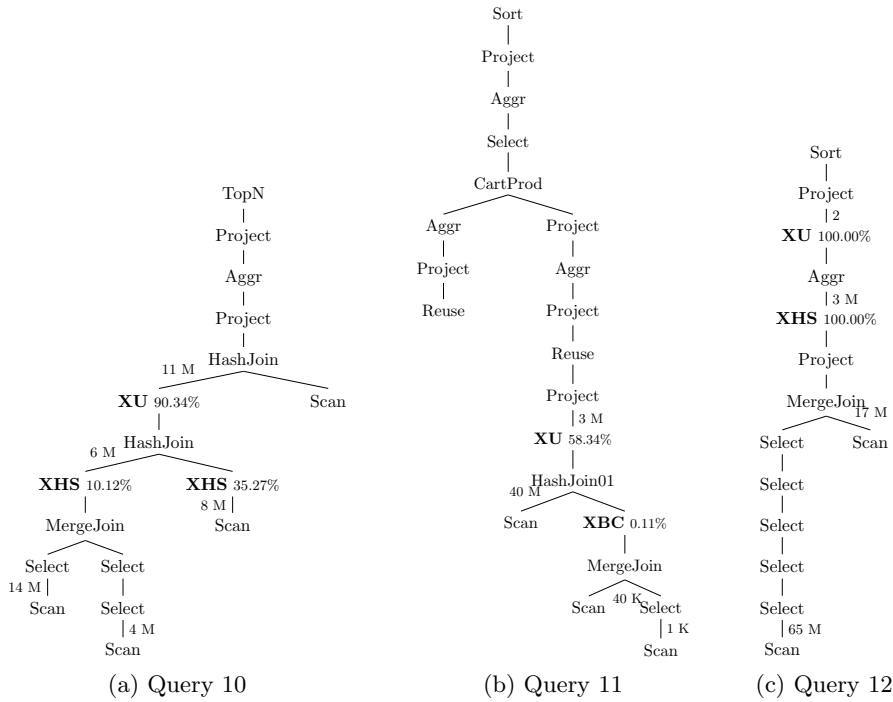 Sort
Project
Aggr
Select
CartProd
Aggr Project
Project Aggr
Reuse Project
Reuse
Project
3 M
XU 58.34%
HashJoin01
40 M
Scan XBC 0.11%
MergeJoin
40 K
Scan Select
1 K
Scan
(b) Query 11
TopN
Project
Aggr
Project
HashJoin
11 M
XU 90.34% Scan
HashJoin
6 M
XHS 10.12% XHS 35.27%
8 M
MergeJoin Scan
Select Select
14 M
Scan Select
4 M
Scan
(a) Query 10
Sort
Project
2
XU 100.00%
Aggr
3 M
XHS 100.00%
Project
MergeJoin
17 M
Select Scan
Select
Select
Select
Select
65 M
Scan
(c) Query 12